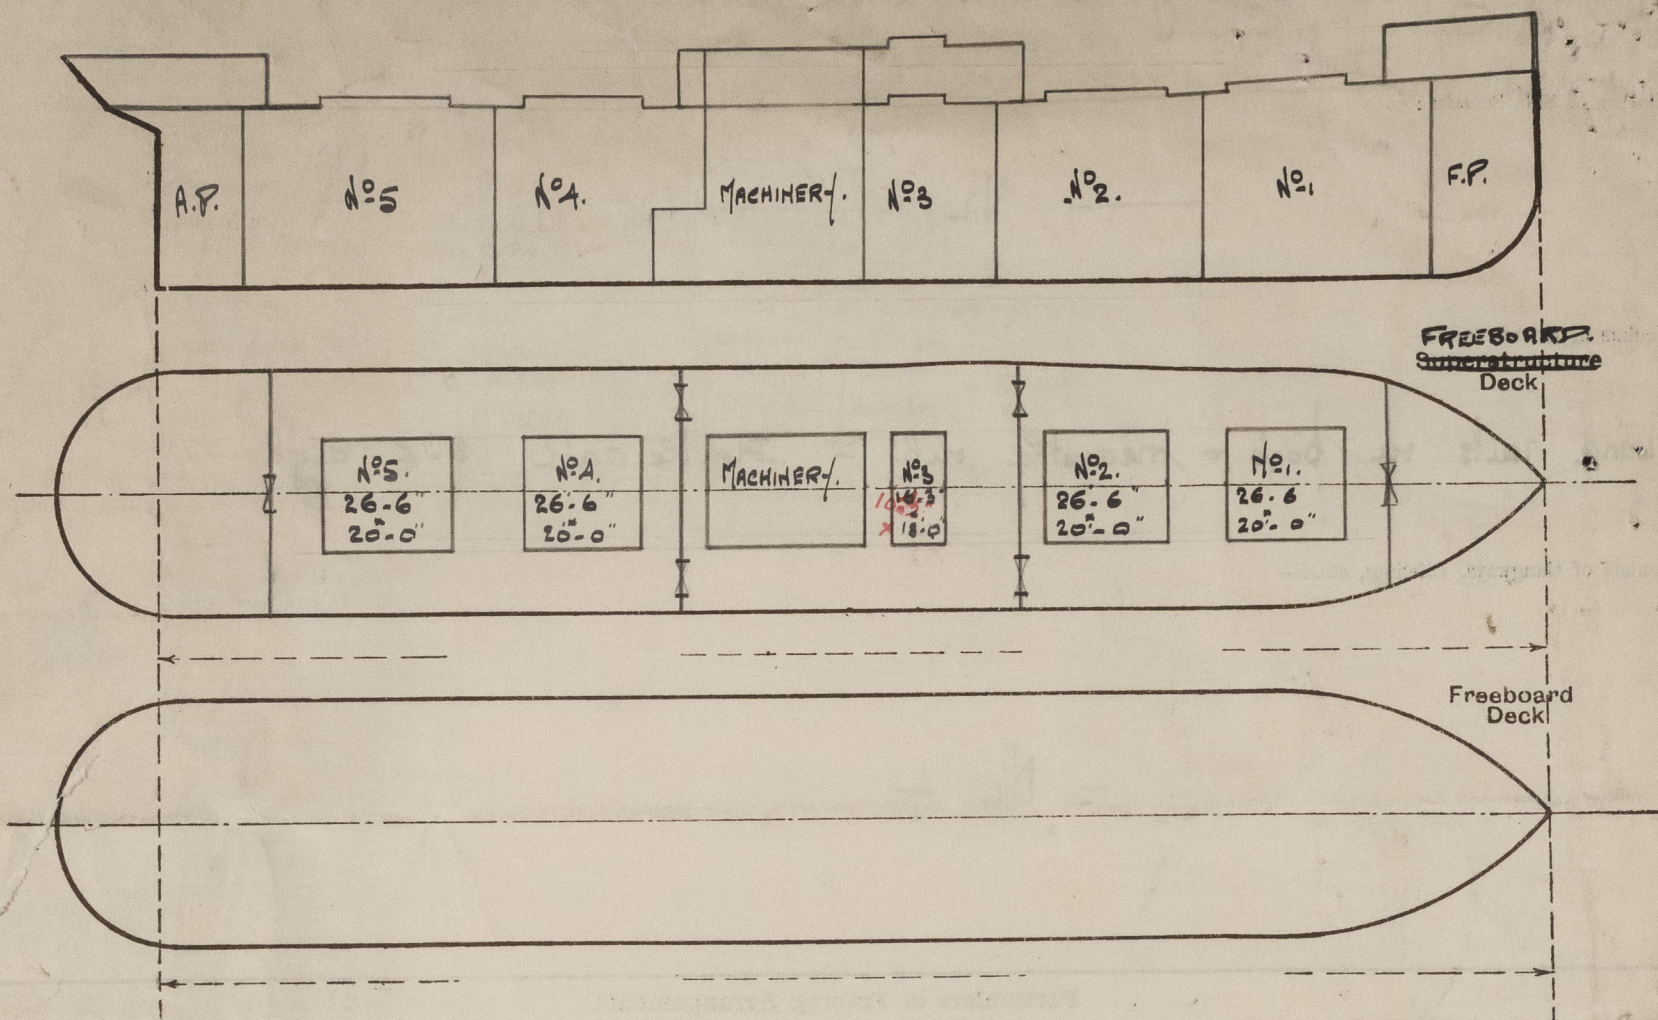 A.P.
Nº5
Nº4.
MACHINERY.
Nº3
Nº2.
Nº1
F.P.
FREEBOARD.
Superstructure
Deck
Nº5.
26-6"
×
20-0"
Nº4.
26-6"
×
20-0"
MACHINERY.
Nº3
10
×
×
18-0"
Nº2.
26-6"
×
20-0"
Nº1.
26-6
×
20-0"
Freeboard
Deck